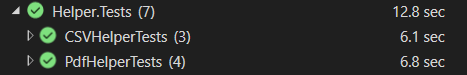 Helper.Tests (7) 12.8 sec
CSVHelperTests (3) 6.1 sec
PdfHelperTests (4) 6.8 sec